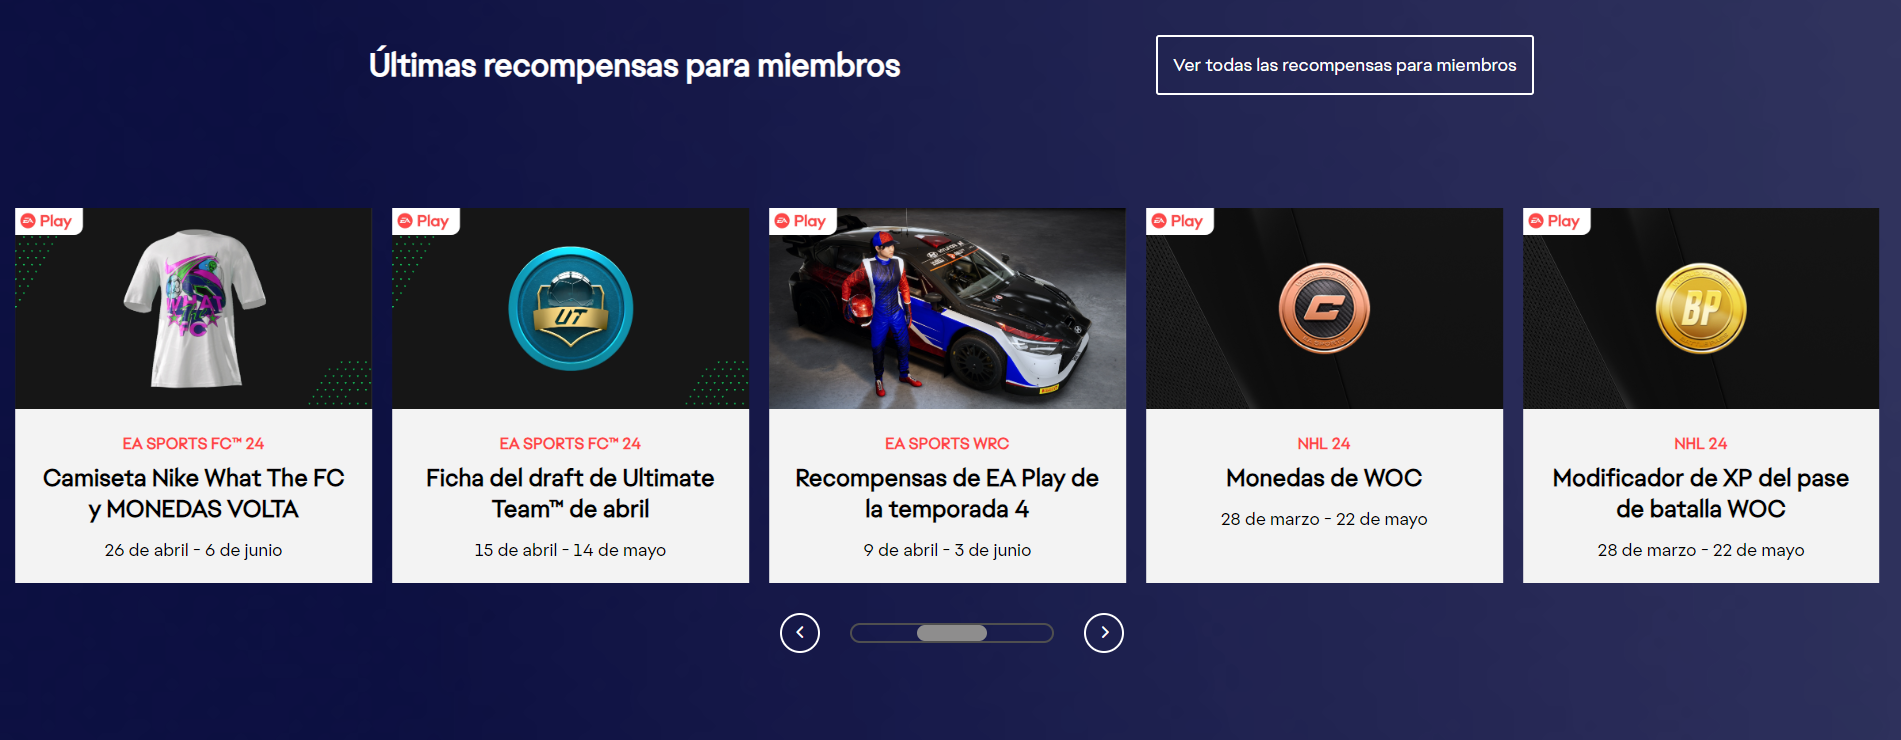 Últimas recompensas para miembros
Ver todas las recompensas para miembros
EA Play
EA Play
EA Play
EA Play
EA Play
WHAT
The
FC
UT
C
BP
EA SPORTS FC™ 24
Camiseta Nike What The FC
y MONEDAS VOLTA
26 de abril - 6 de junio
EA SPORTS FC™ 24
Ficha del draft de Ultimate
Team™ de abril
15 de abril - 14 de mayo
EA SPORTS WRC
Recompensas de EA Play de
la temporada 4
9 de abril - 3 de junio
NHL 24
Monedas de WOC
28 de marzo - 22 de mayo
NHL 24
Modificador de XP del pase
de batalla WOC
28 de marzo - 22 de mayo